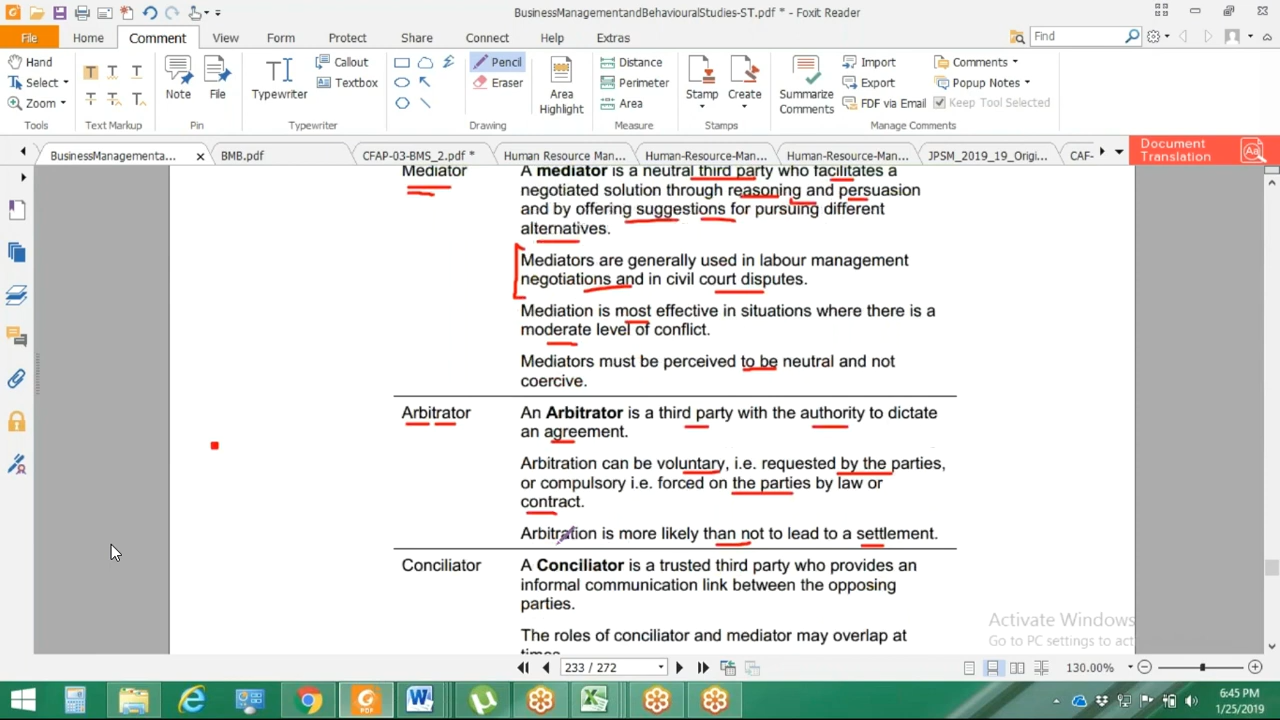 BusinessManagementandBehaviouralStudies-ST.pdf * - Foxit Reader
File Home Comment View Form Protect Share Connect Help Extras Find
Hand Select Zoom
Tools
Text Markup
Note File
Pin
Typewriter Callout Textbox
Typewriter
Pencil Eraser
Drawing
Area Highlight
Distance Perimeter Area
Measure
Stamp Create
Stamps
Summarize Comments
Import Export FDF via Email
Comments Popup Notes Keep Tool Selected
Manage Comments
BusinessManagementa... BMB.pdf CFAP-03-BMS_2.pdf * Human Resource Man... Human-Resource-Man... Human-Resource-Man... JPSM_2019_19_Origi... CAF- Document Translation
Mediator A mediator is a neutral third party who facilitates a
negotiated solution through reasoning and persuasion
and by offering suggestions for pursuing different
alternatives.
Mediators are generally used in labour management
negotiations and in civil court disputes.
Mediation is most effective in situations where there is a
moderate level of conflict.
Mediators must be perceived to be neutral and not
coercive.
Arbitrator An Arbitrator is a third party with the authority to dictate
an agreement.
Arbitration can be voluntary, i.e. requested by the parties,
or compulsory i.e. forced on the parties by law or
contract.
Arbitration is more likely than not to lead to a settlement.
Conciliator A Conciliator is a trusted third party who provides an
informal communication link between the opposing
parties.
The roles of conciliator and mediator may overlap at
times
Activate Windows
Go to PC settings to act
233 / 272 130.00%
6:45 PM
1/25/2019